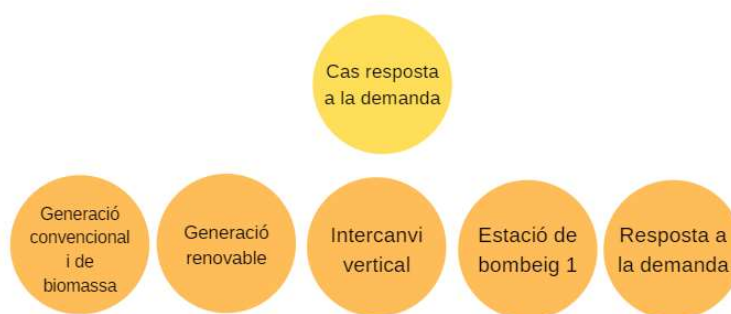 Cas resposta
a la demanda
Generació
convencional
i de
biomassa
Generació
renovable
Intercanvi
vertical
Estació de
bombeig 1
Resposta a
la demanda